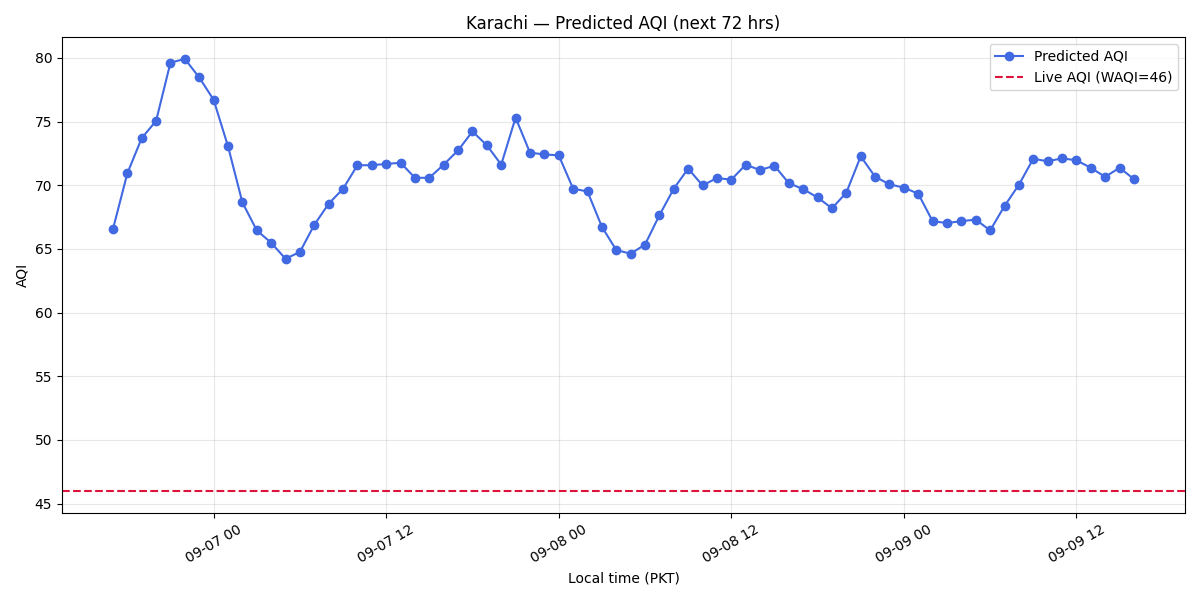 Karachi — Predicted AQI (next 72 hrs)
Predicted AQI
Live AQI (WAQI=46)
AQI
80
75
70
65
60
55
50
45
09-07 00
09-07 12
09-08 00
09-08 12
09-09 00
09-09 12
Local time (PKT)